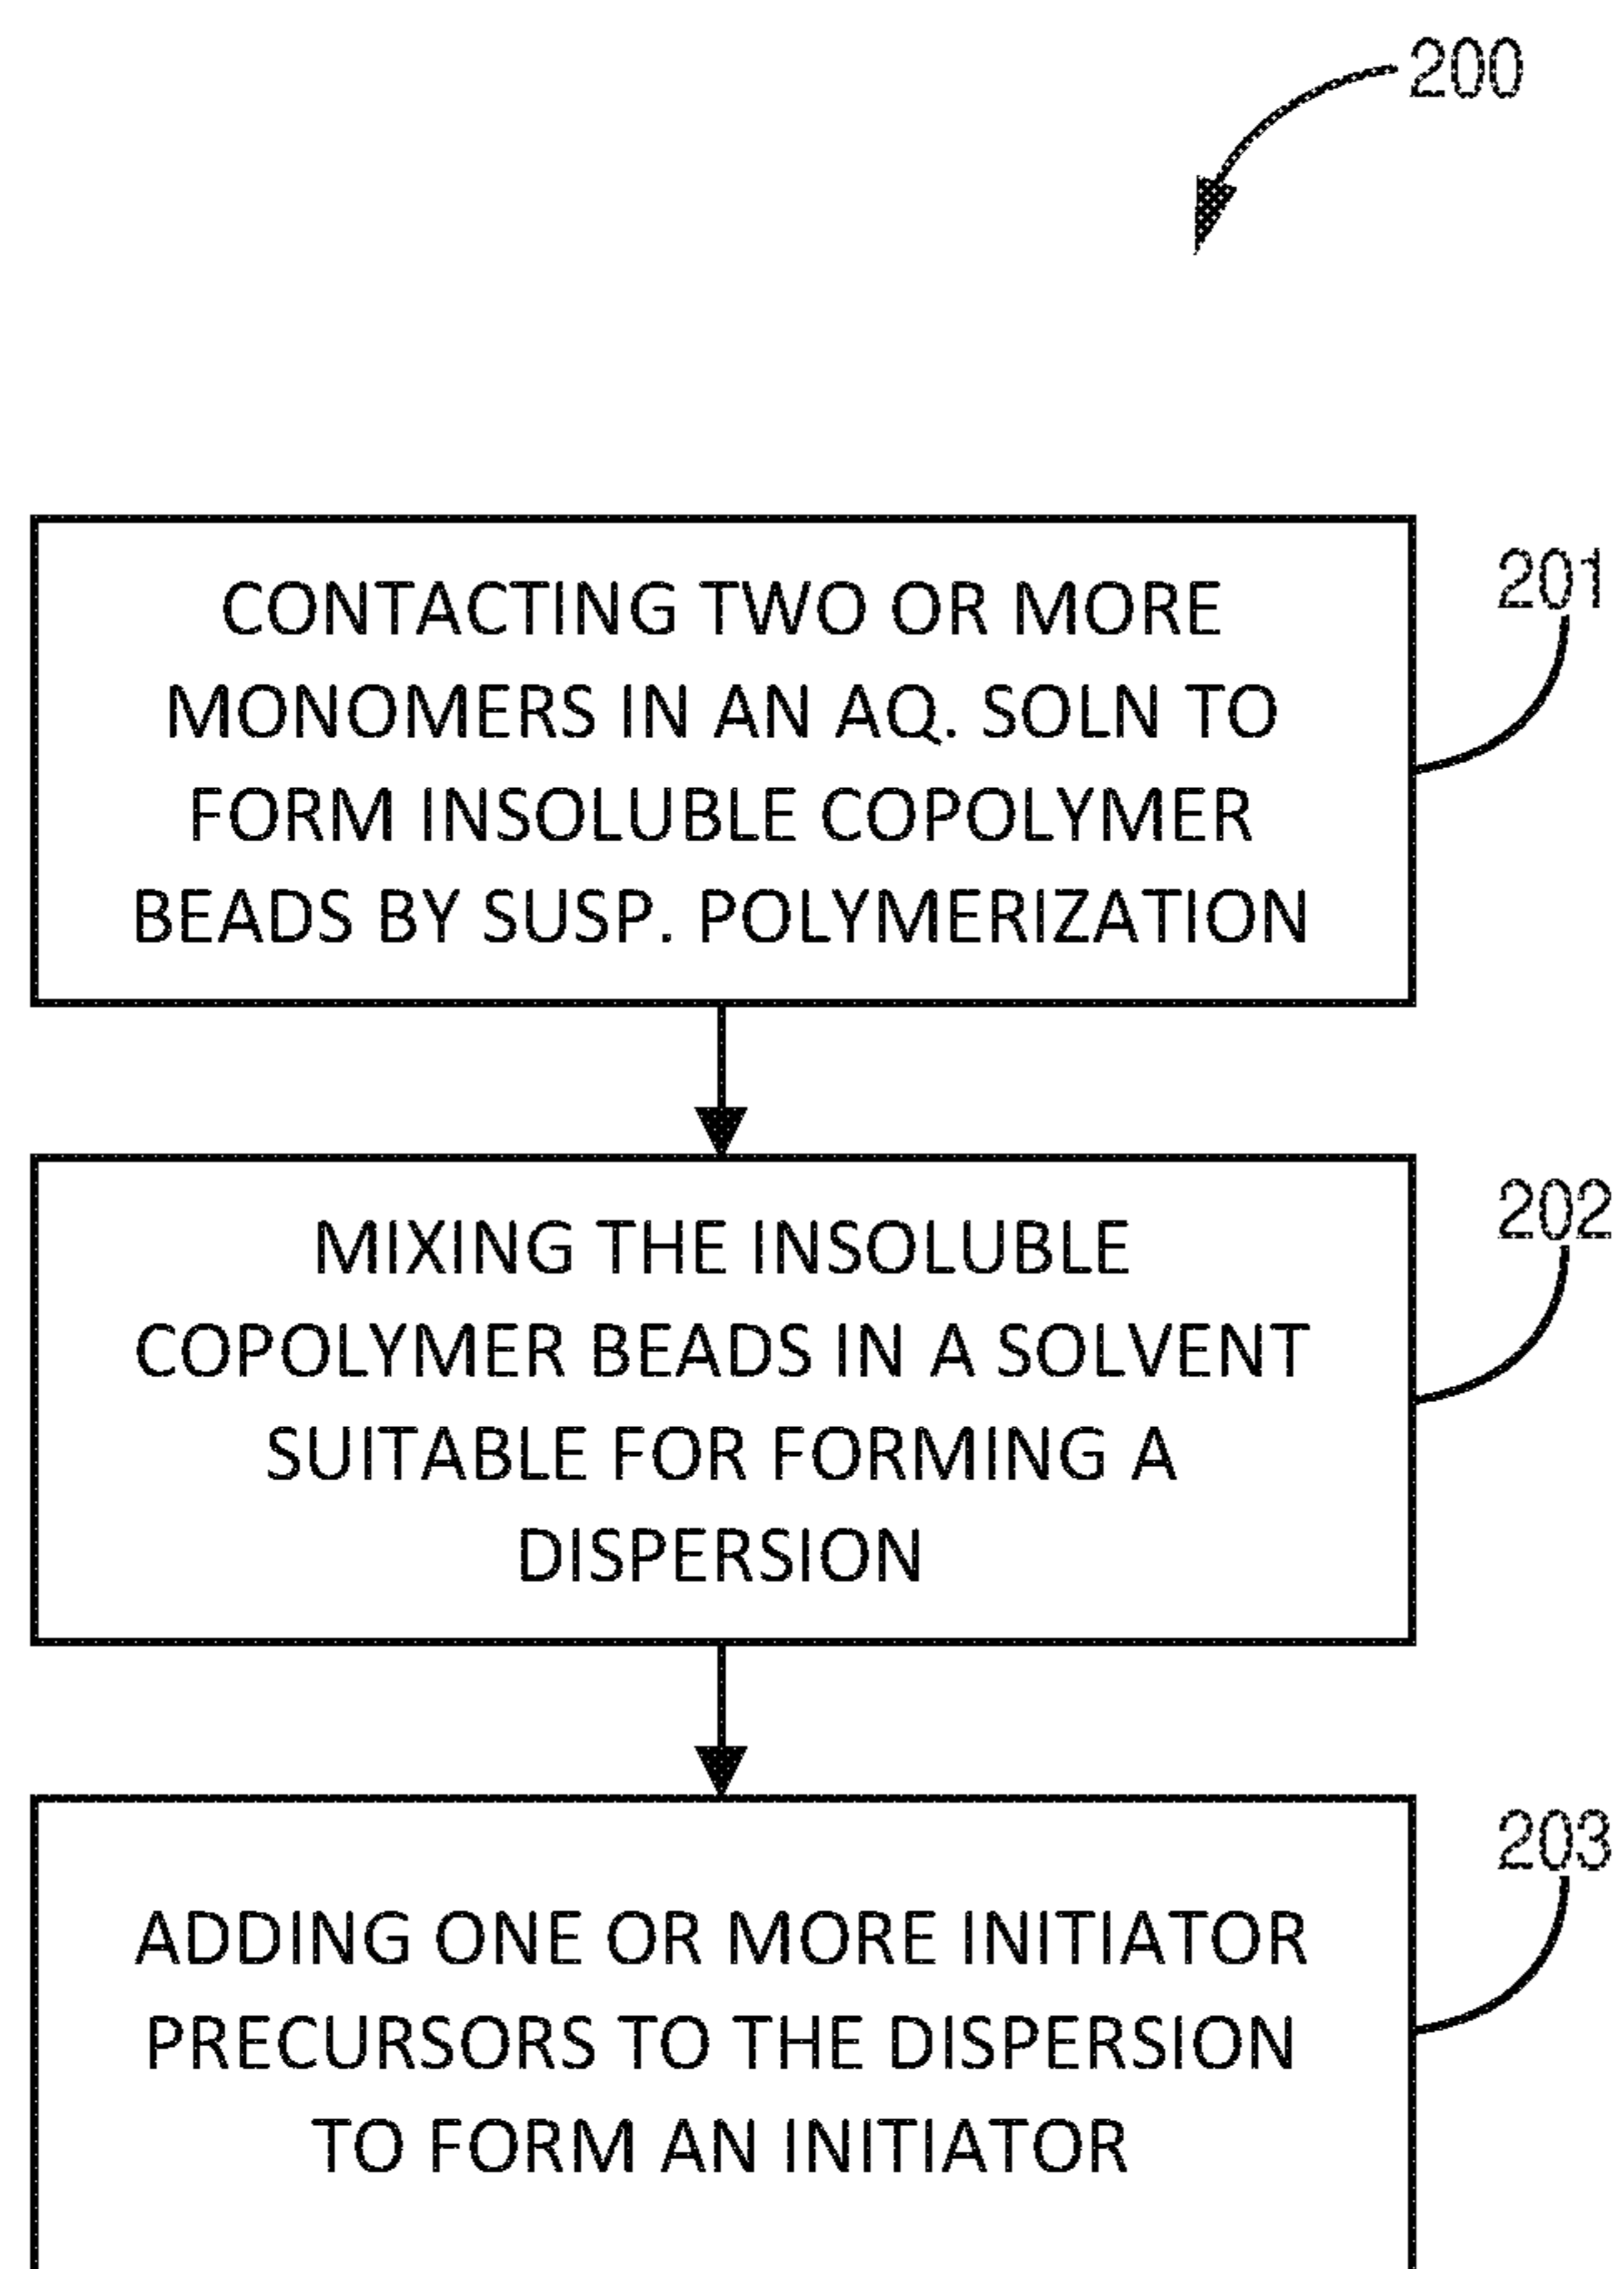 200
CONTACTING TWO OR MORE
MONOMERS IN AN AQ. SOLN TO
FORM INSOLUBLE COPOLYMER
BEADS BY SUSP. POLYMERIZATION
201
MIXING THE INSOLUBLE
COPOLYMER BEADS IN A SOLVENT
SUITABLE FOR FORMING A
DISPERSION
202
ADDING ONE OR MORE INITIATOR
PRECURSORS TO THE DISPERSION
TO FORM AN INITIATOR
203